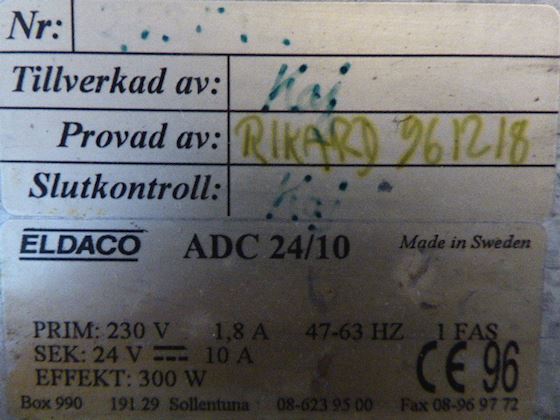 Nr:
Tillverkad av: Kaj
Provad av: RIKARD 961218
Slutkontroll: Kaj
ELDACO ADC 24/10 Made in Sweden
PRIM: 230 V 1,8 A 47-63 HZ 1 FAS
SEK: 24 V ⎓ 10 A
EFFEKT: 300 W CE 96
Box 990 191 29 Sollentuna 08-623 95 00 Fax 08-96 97 72